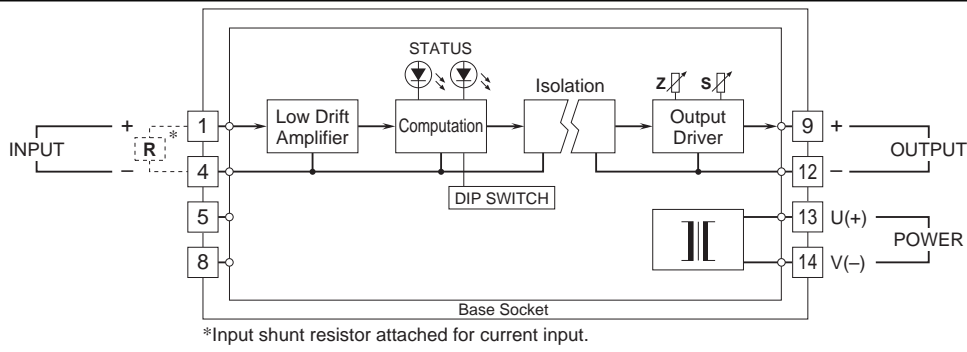 STATUS
Isolation
Z
S
1
Low Drift
Amplifier
Computation
Output
Driver
9
+
+
INPUT
R
*
OUTPUT
–
4
12
–
DIP SWITCH
5
13
U(+)
POWER
8
14
V(–)
Base Socket
*Input shunt resistor attached for current input.